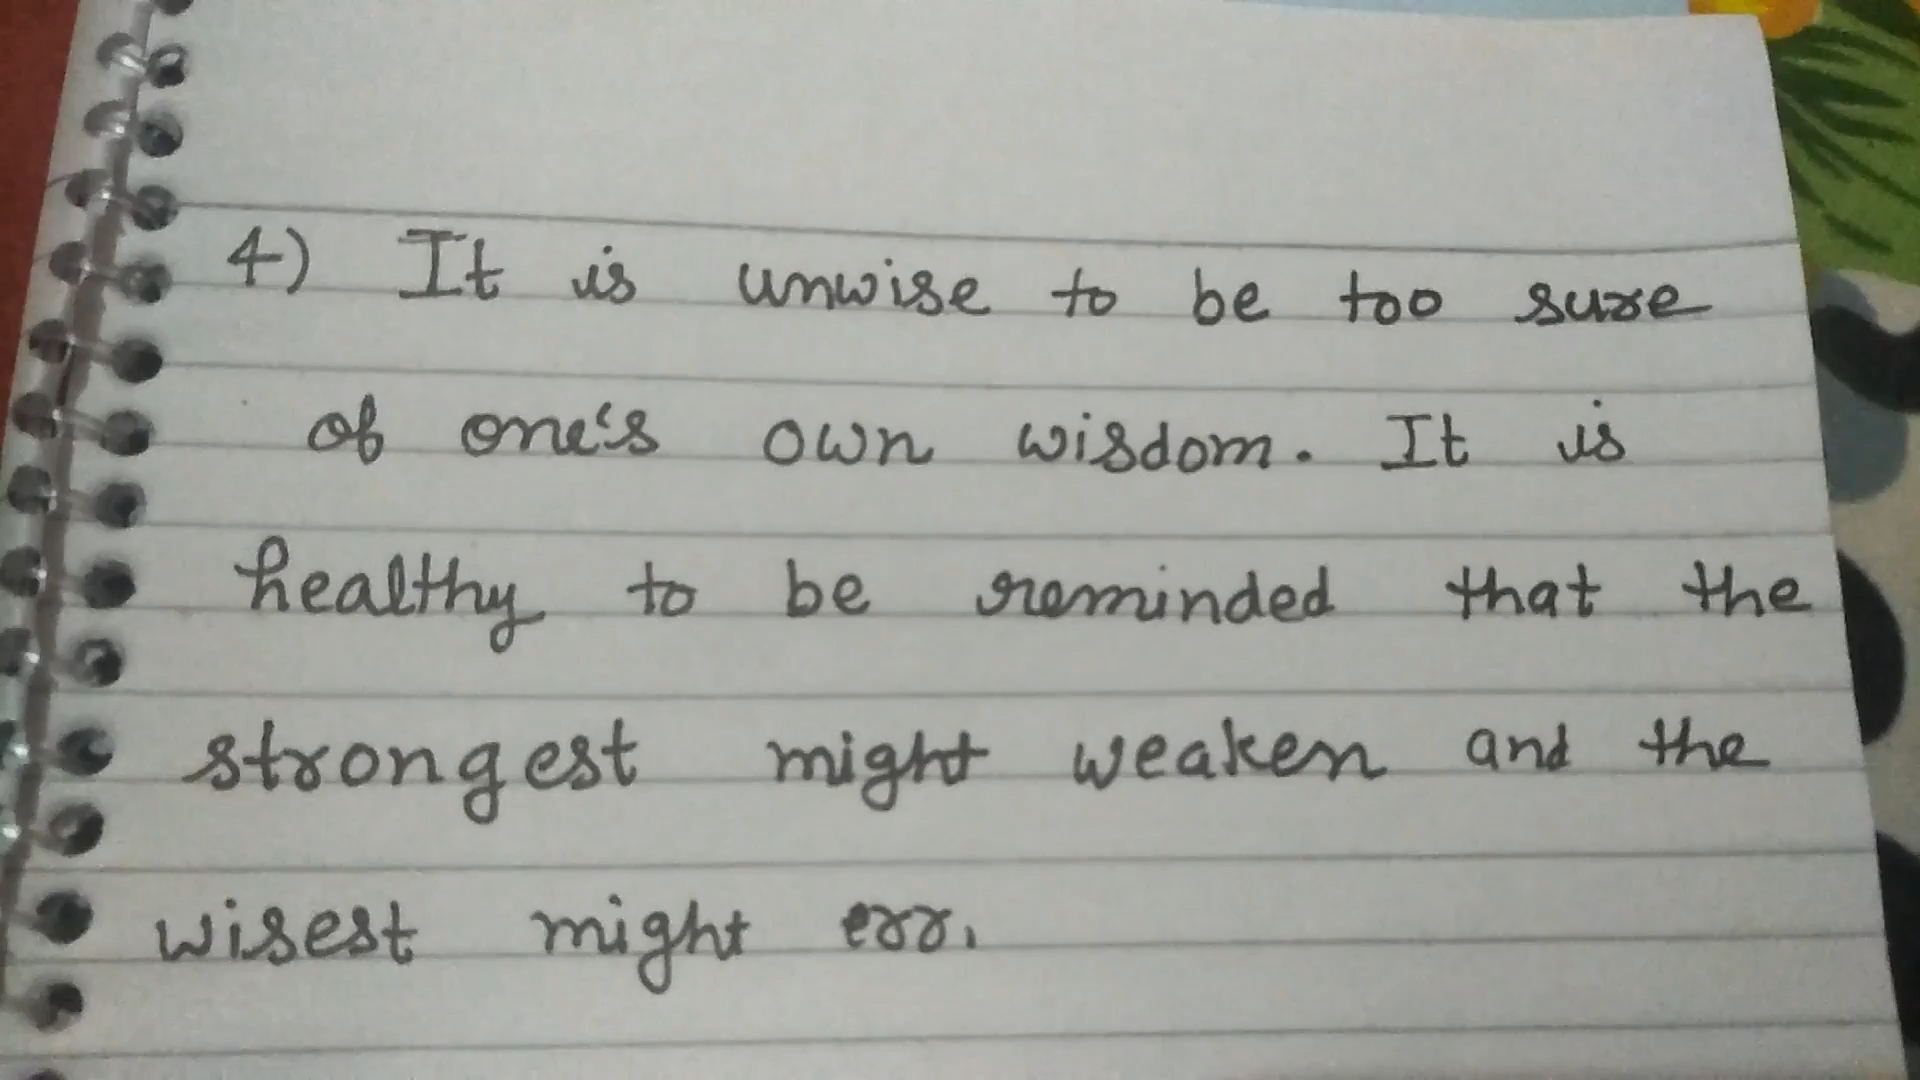 4) It is unwise to be too sure
of one's own wisdom. It is
healthy to be reminded that the
strongest might weaken and the
wisest might err.